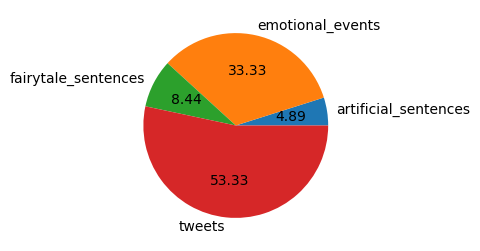 emotional_events
33.33
fairytale_sentences
8.44
artificial_sentences
4.89
53.33
tweets